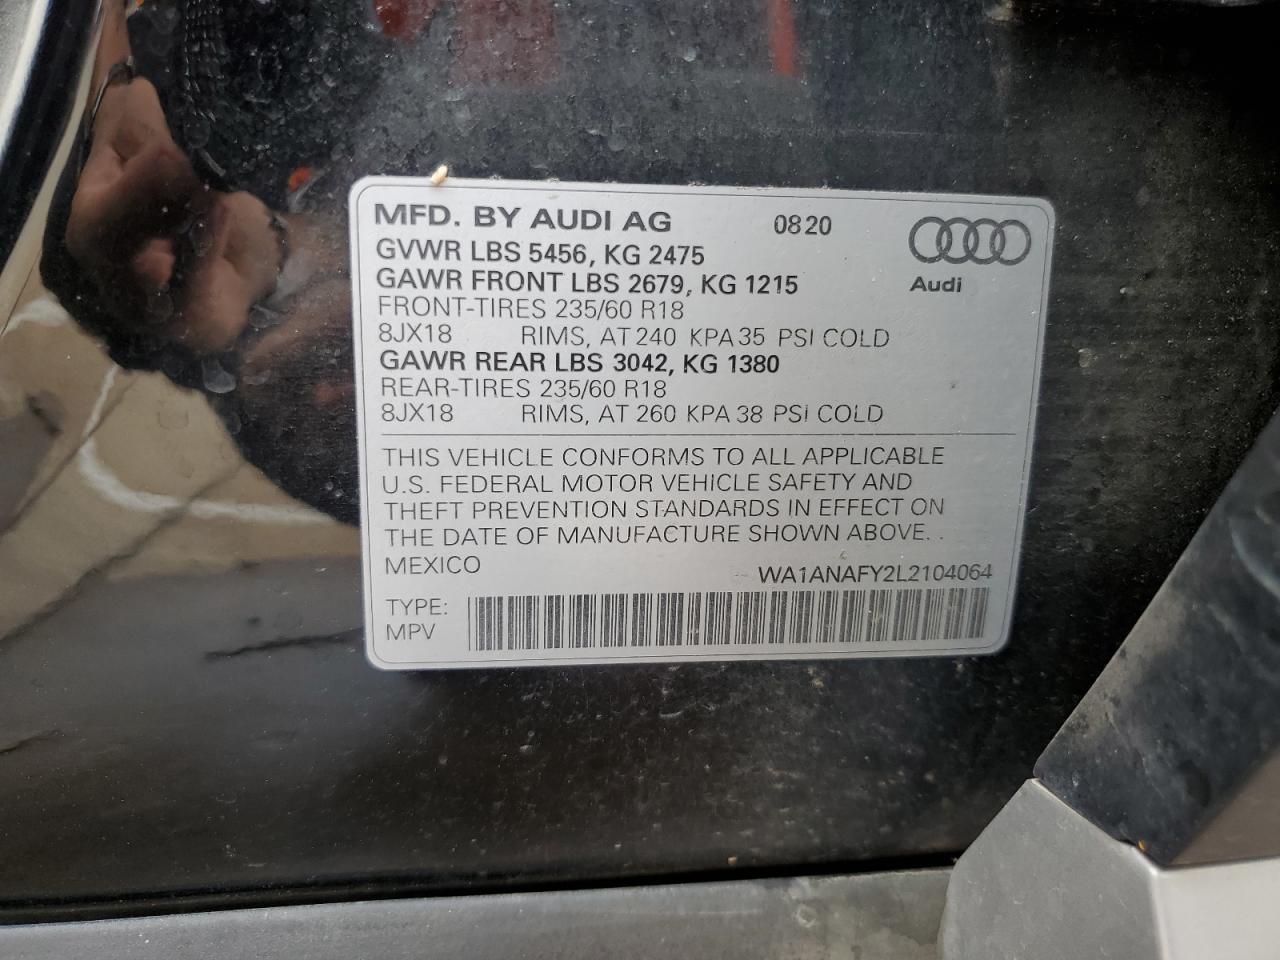 MFD. BY AUDI AG 0820
GVWR LBS 5456, KG 2475
GAWR FRONT LBS 2679, KG 1215
Audi
FRONT-TIRES 235/60 R18
8JX18 RIMS, AT 240 KPA 35 PSI COLD
GAWR REAR LBS 3042, KG 1380
REAR-TIRES 235/60 R18
8JX18 RIMS, AT 260 KPA 38 PSI COLD
THIS VEHICLE CONFORMS TO ALL APPLICABLE
U.S. FEDERAL MOTOR VEHICLE SAFETY AND
THEFT PREVENTION STANDARDS IN EFFECT ON
THE DATE OF MANUFACTURE SHOWN ABOVE. .
MEXICO
WA1ANAFY2L2104064
TYPE:
MPV